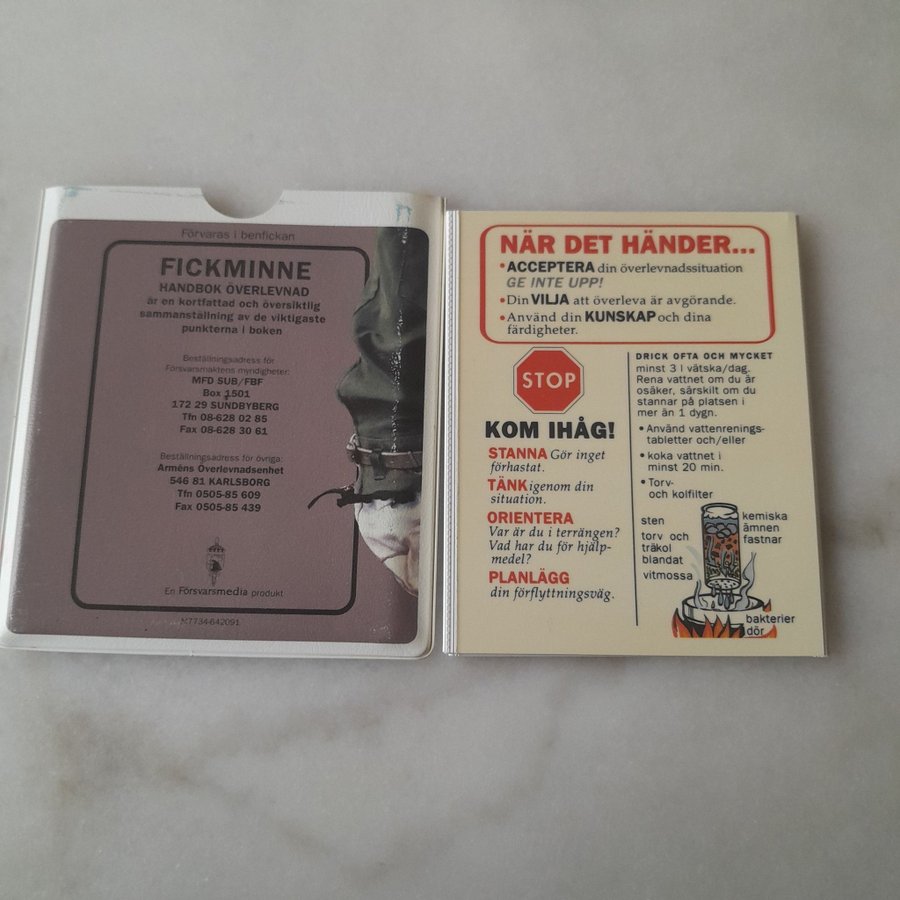 Förvaras i benfickan
FICKMINNE
HANDBOK ÖVERLEVNAD
är en kortfattad och översiktlig
sammanställning av de viktigaste
punkterna i boken
Beställningsadress för
Försvarsmaktens myndigheter:
MFD SUB/FBF
Box 1501
172 29 SUNDBYBERG
Tfn 08-628 02 85
Fax 08-628 30 61
Beställningsadress för övriga:
Arméns Överlevnadsenhet
546 81 KARLSBORG
Tfn 0505-85 609
Fax 0505-85 439
En Försvarsmedia produkt
M7734-642091
NÄR DET HÄNDER...
•ACCEPTERA din överlevnadssituation
GE INTE UPP!
•Din VILJA att överleva är avgörande.
•Använd din KUNSKAP och dina
färdigheter.
STOP
KOM IHÅG!
STANNA Gör inget
förhastat.
TÄNK igenom din
situation.
ORIENTERA
Var är du i terrängen?
Vad har du för hjälp-
medel?
PLANLÄGG
din förflyttningsväg.
DRICK OFTA OCH MYCKET
minst 3 l vätska/dag.
Rena vattnet om du är
osäker, särskilt om du
stannar på platsen i
mer än 1 dygn.
• Använd vattenrenings-
tabletter och/eller
• koka vattnet i
minst 20 min.
• Torv-
och kolfilter
sten
torv och
träkol
blandat
vitmossa
kemiska
ämnen
fastnar
bakterier
dör